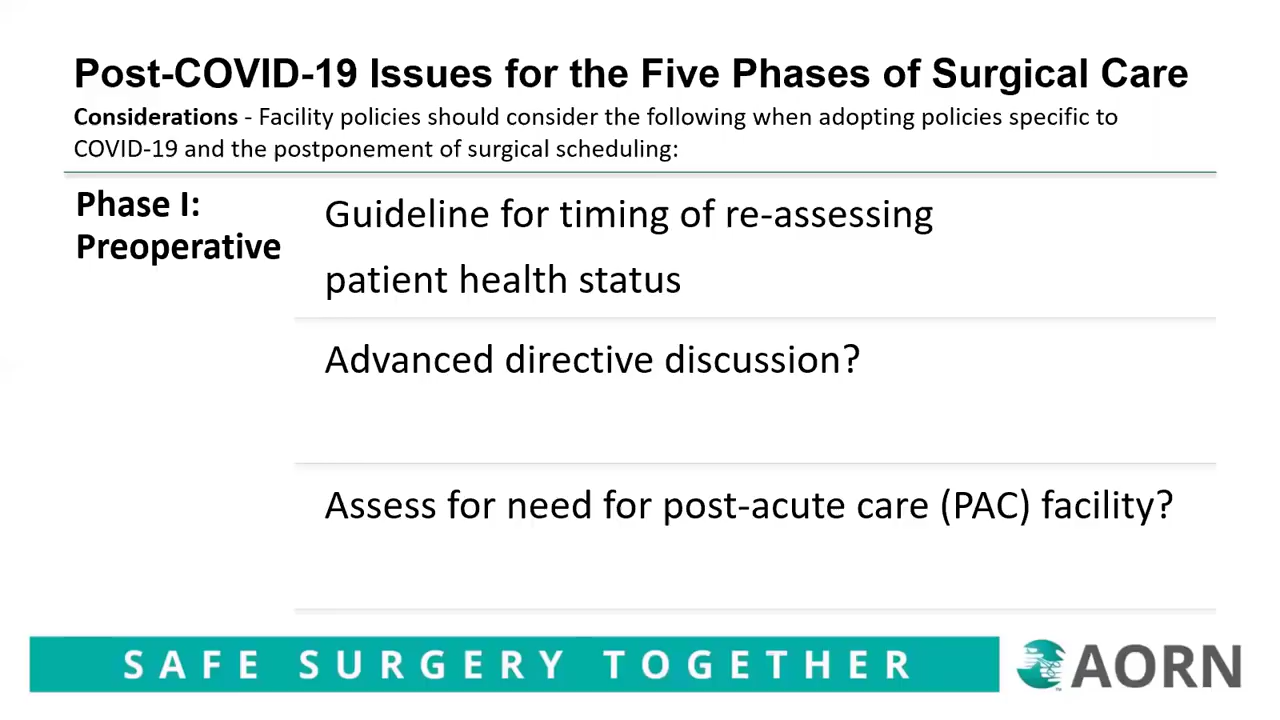 Post-COVID-19 Issues for the Five Phases of Surgical Care
Considerations - Facility policies should consider the following when adopting policies specific to
COVID-19 and the postponement of surgical scheduling:
Phase I:
Preoperative
Guideline for timing of re-assessing
patient health status
Advanced directive discussion?
Assess for need for post-acute care (PAC) facility?
SAFE SURGERY TOGETHER
AORN